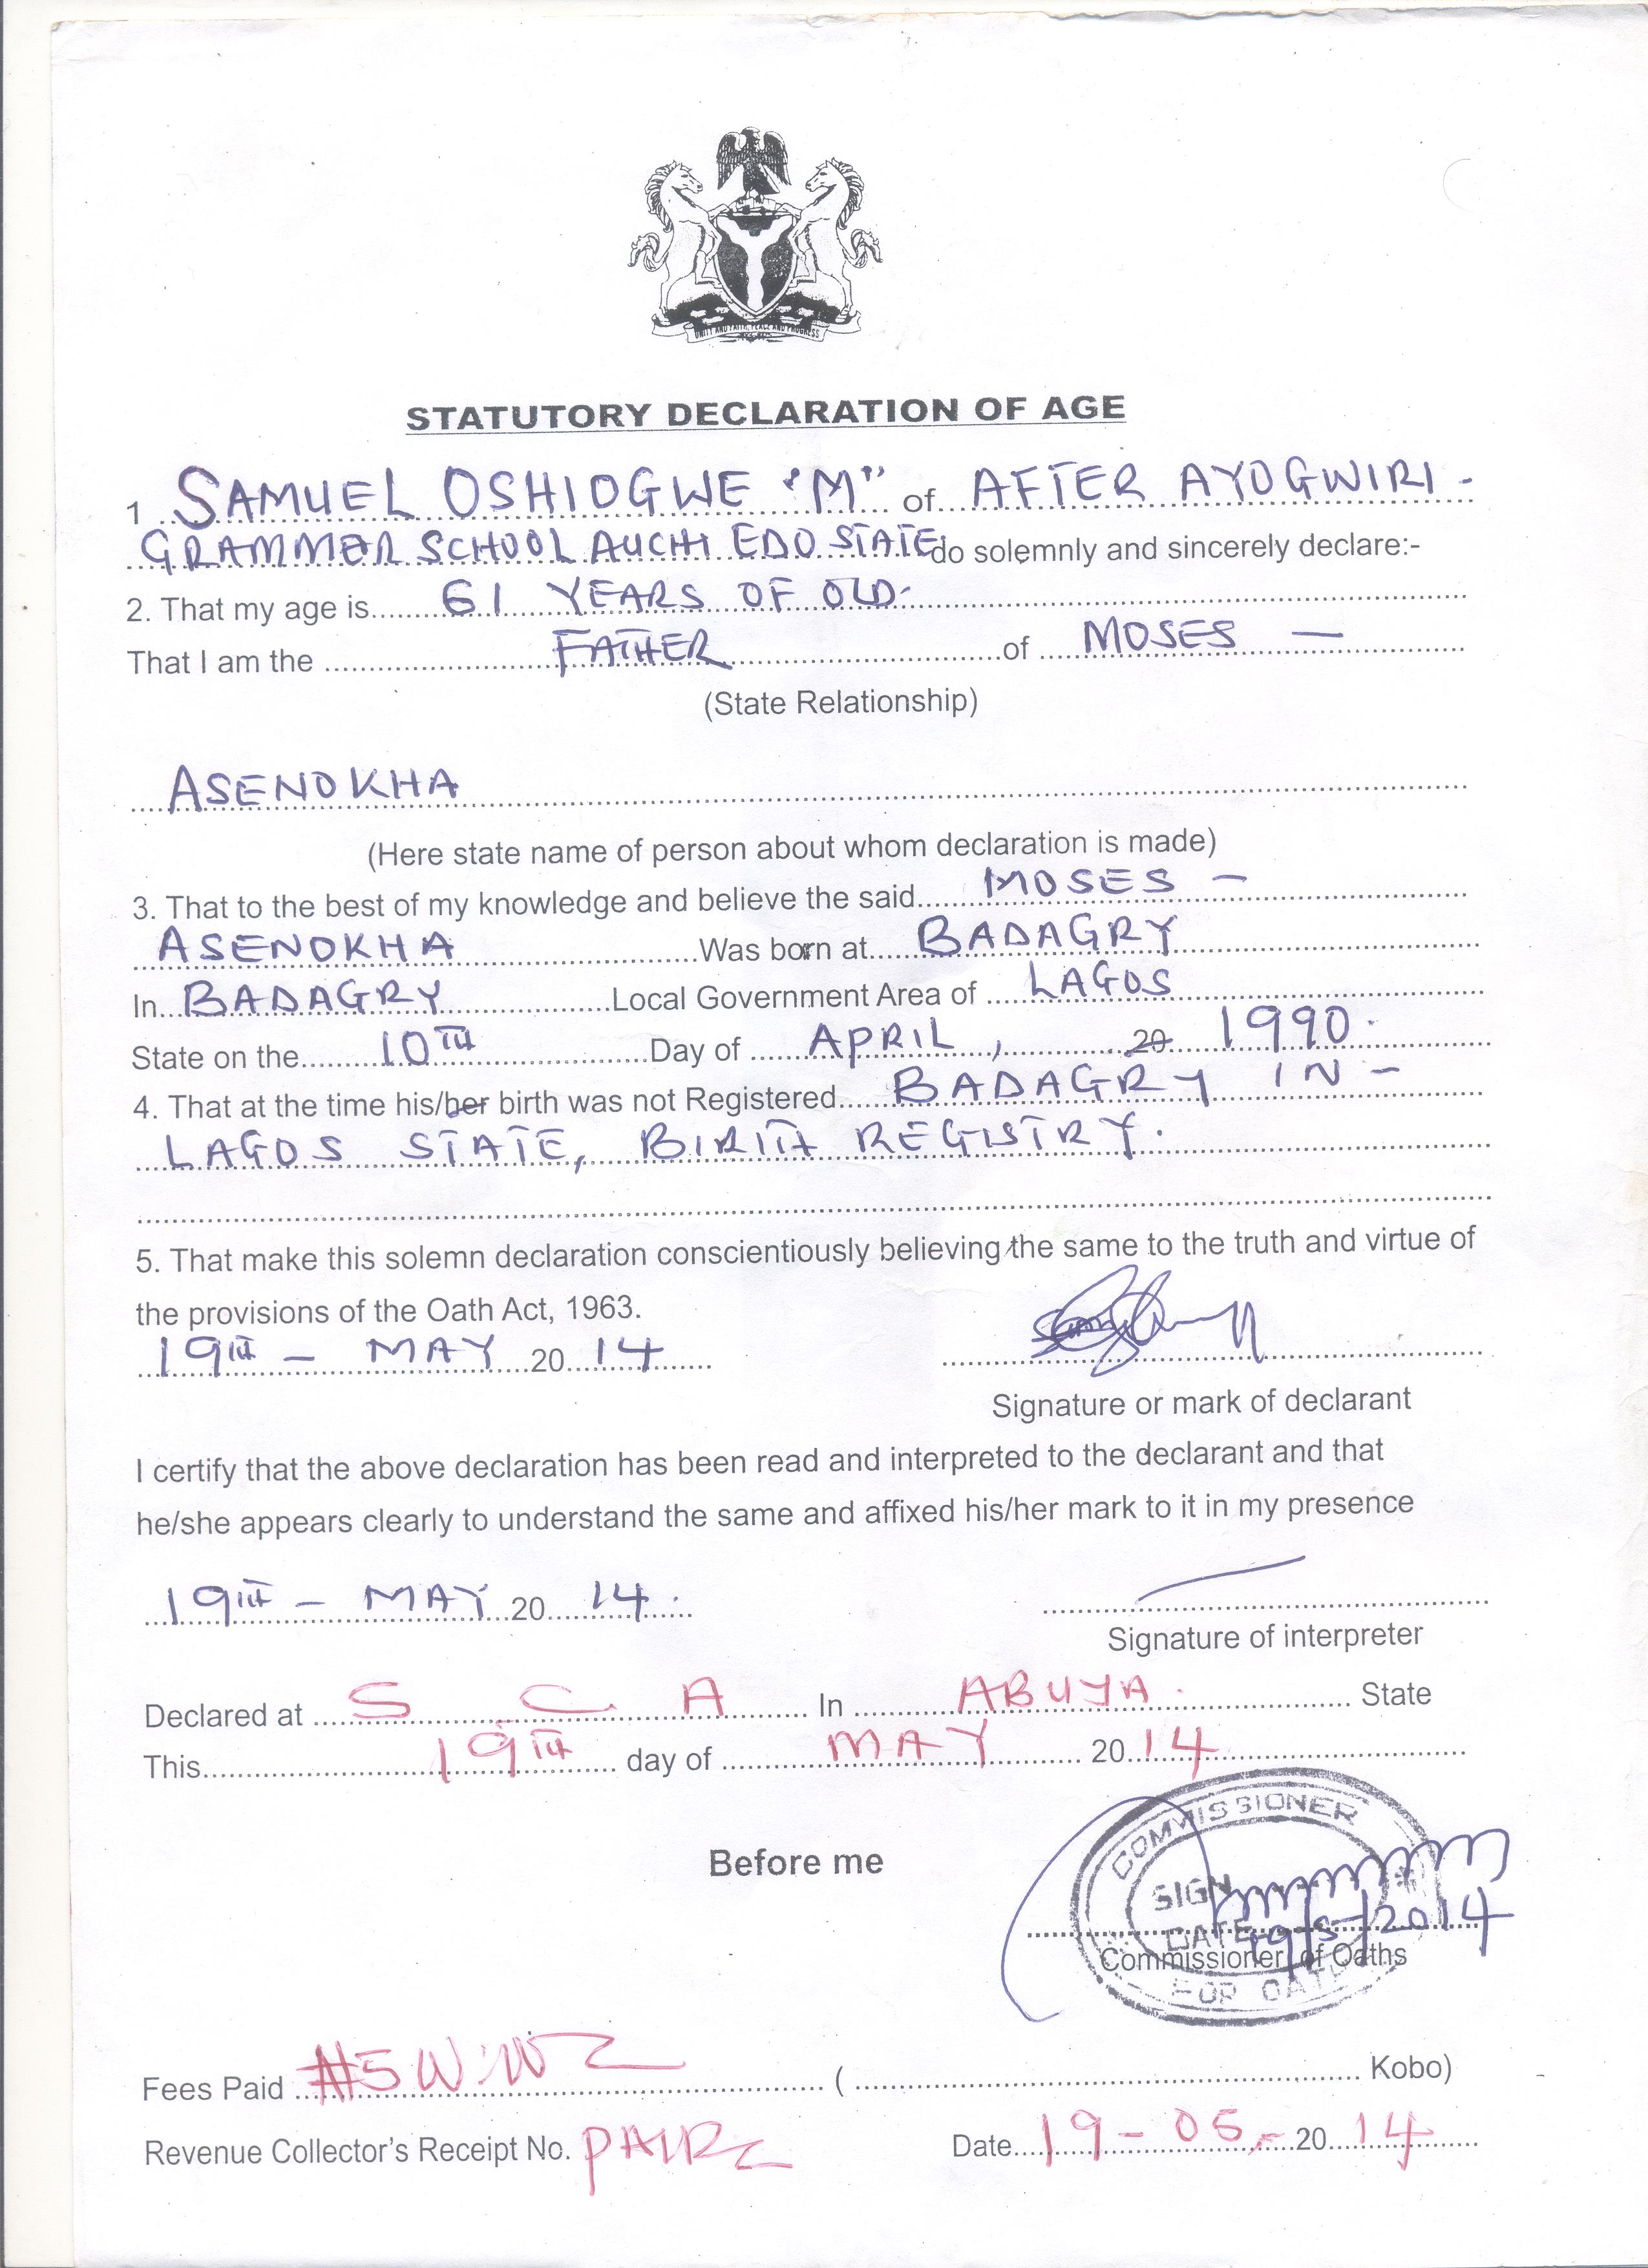 UNITY AND FAITH, PEACE AND PROGRESS
STATUTORY DECLARATION OF AGE
1 SAMUEL OSHIOGWE "M" of AFTER AYOGWIRI -
GRAMMER SCHOOL AUCHI EDO STATE do solemnly and sincerely declare:-
2. That my age is 61 YEARS OF OLD.
That I am the FATHER of MOSES —
(State Relationship)
ASENOKHA
(Here state name of person about whom declaration is made)
3. That to the best of my knowledge and believe the said MOSES -
ASENOKHA Was born at BADAGRY
In BADAGRY Local Government Area of LAGOS
State on the 10TH Day of APRIL, 20 1990.
4. That at the time his/her birth was not Registered BADAGRY IN -
LAGOS STATE, BIRTH REGISTRY.
5. That make this solemn declaration conscientiously believing the same to the truth and virtue of
the provisions of the Oath Act, 1963.
19TH - MAY 20 14
Signature or mark of declarant
I certify that the above declaration has been read and interpreted to the declarant and that
he/she appears clearly to understand the same and affixed his/her mark to it in my presence
19TH - MAY 20 14.
Signature of interpreter
Declared at S C A In ABUJA. State
This 19TH day of MAY 20 14
Before me
COMMISSIONER
SIGN
DATE 19/5/2014
Commissioner of Oaths
FOR OATH
Fees Paid ( Kobo)
Revenue Collector's Receipt No. Date 19-05-20 14